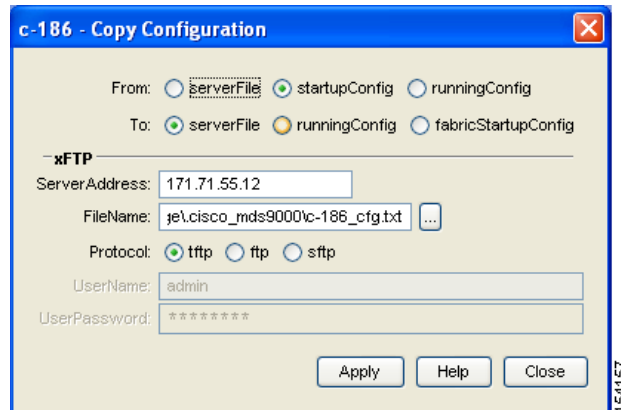 c-186 - Copy Configuration
From: serverFile startupConfig runningConfig
To: serverFile runningConfig fabricStartupConfig
xFTP
ServerAddress: 171.71.55.12
FileName: ge\.cisco_mds9000\c-186_cfg.txt ...
Protocol: tftp ftp sftp
UserName: admin
UserPassword: ********
Apply Help Close
154157